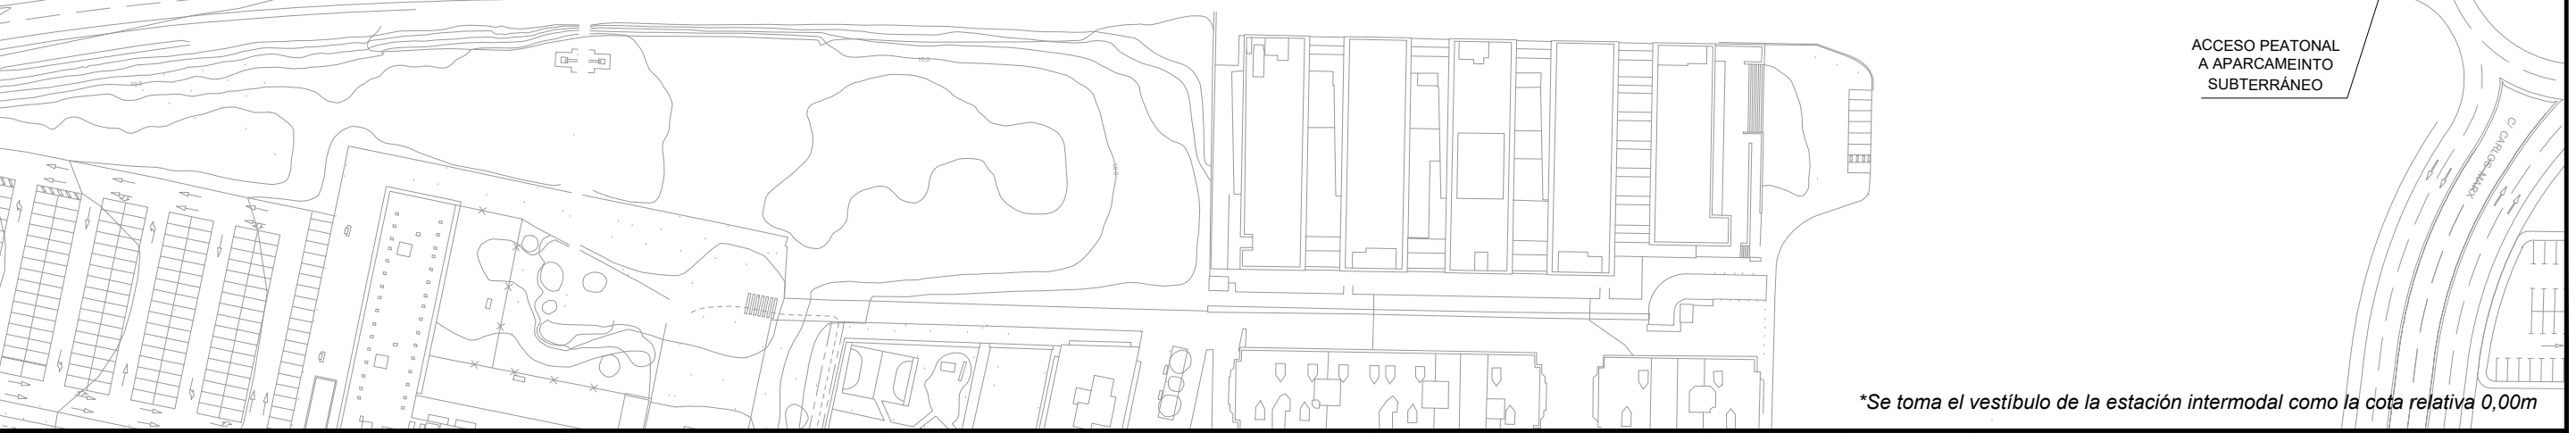 ACCESO PEATONAL
A APARCAMEINTO
SUBTERRÁNEO
C/ CARLOS MARX
*Se toma el vestíbulo de la estación intermodal como la cota relativa 0,00m